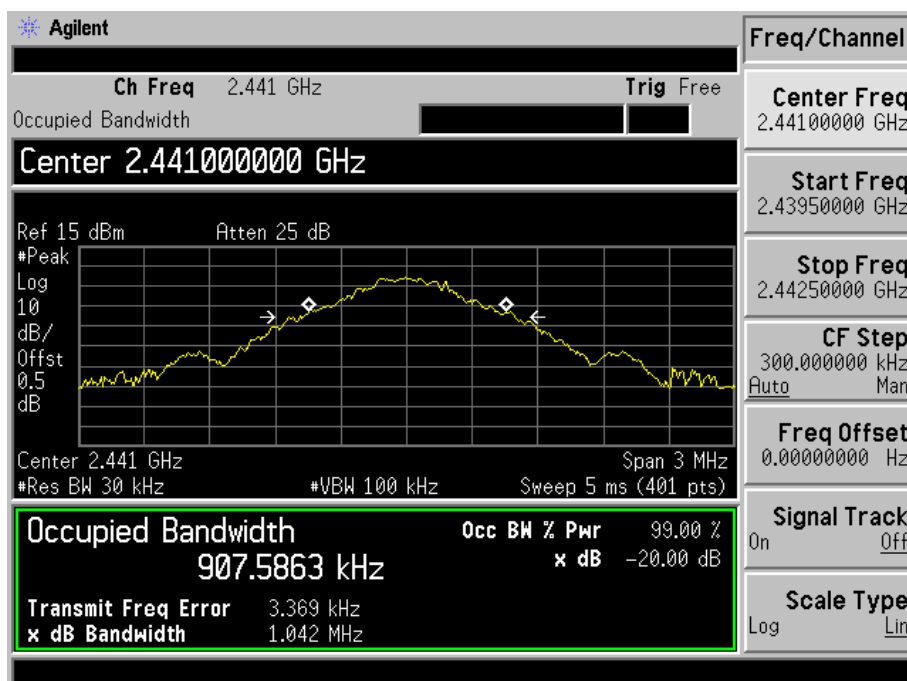 Agilent
Freq/Channel
Ch Freq 2.441 GHz Trig Free
Occupied Bandwidth
Center 2.441000000 GHz
Ref 15 dBm Atten 25 dB
#Peak
Log
10
dB/
Offst
0.5
dB
Center 2.441 GHz Span 3 MHz
#Res BW 30 kHz #VBW 100 kHz Sweep 5 ms (401 pts)
Occupied Bandwidth Occ BW % Pwr 99.00 %
907.5863 kHz x dB -20.00 dB
Transmit Freq Error 3.369 kHz
x dB Bandwidth 1.042 MHz
Center Freq
2.44100000 GHz
Start Freq
2.43950000 GHz
Stop Freq
2.44250000 GHz
CF Step
300.000000 kHz
Auto Man
Freq Offset
0.00000000 Hz
Signal Track
On Off
Scale Type
Log Lin